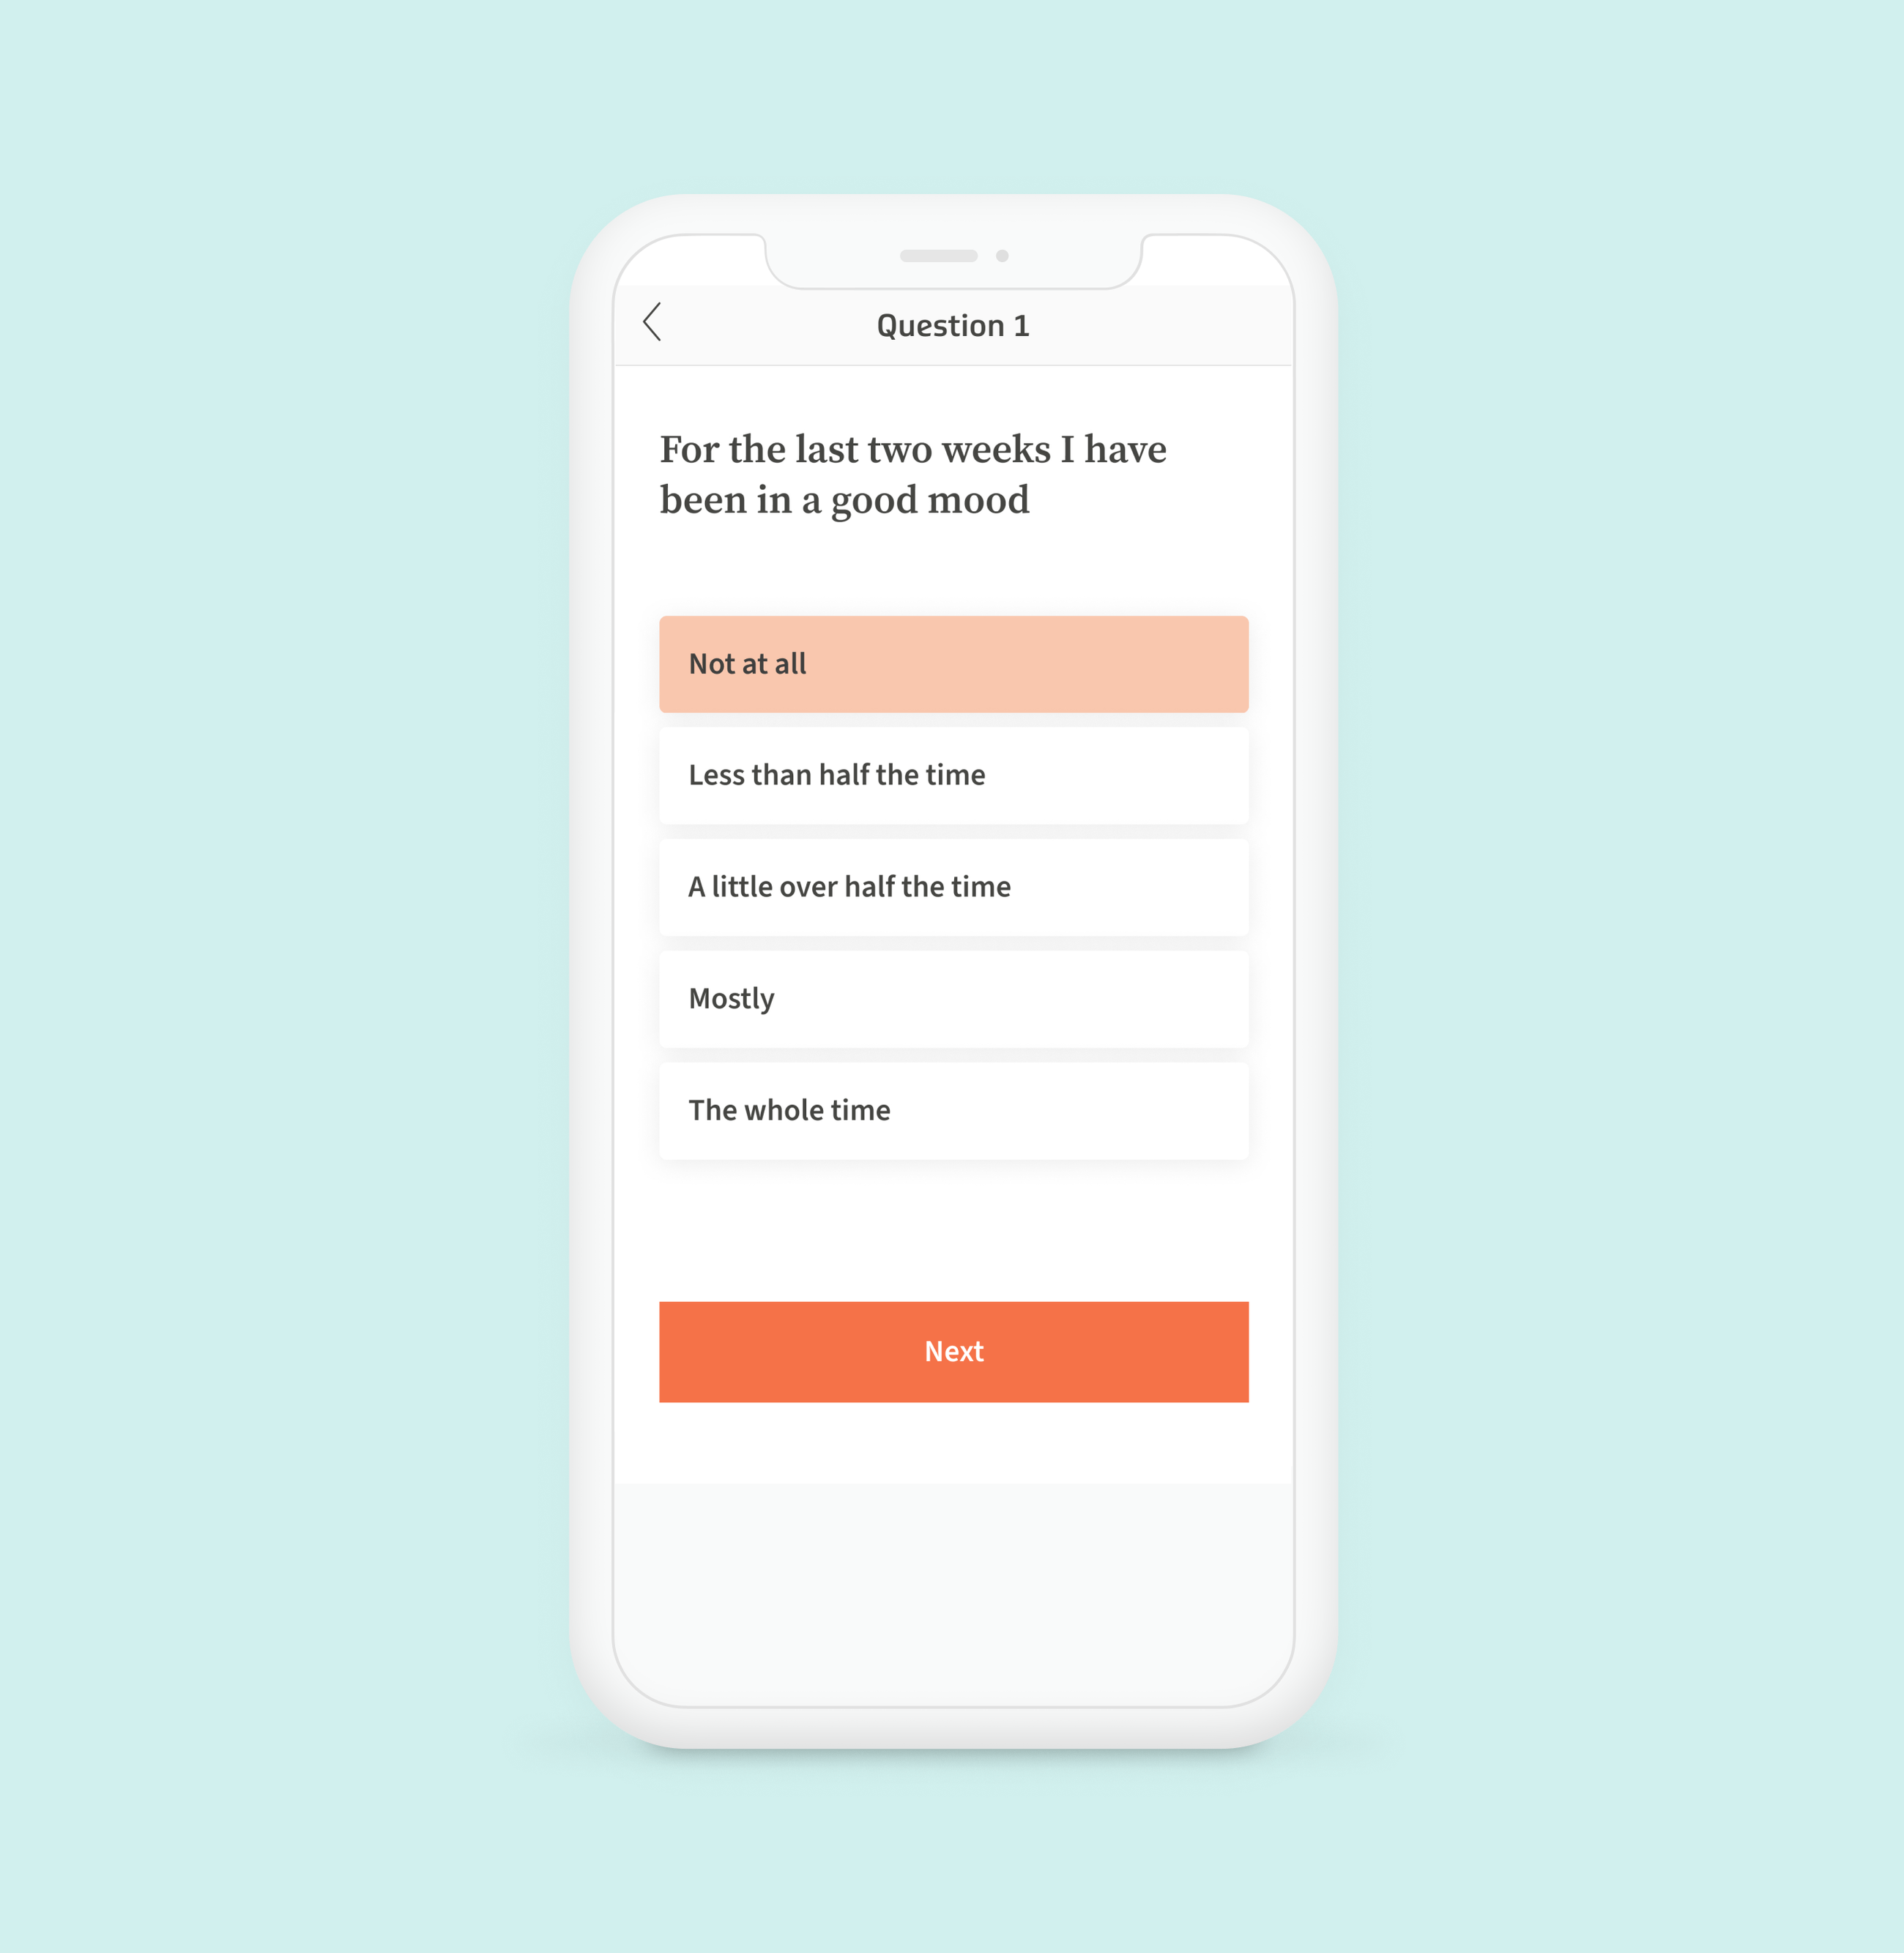 Question 1
For the last two weeks I have
been in a good mood
Not at all
Less than half the time
A little over half the time
Mostly
The whole time
Next